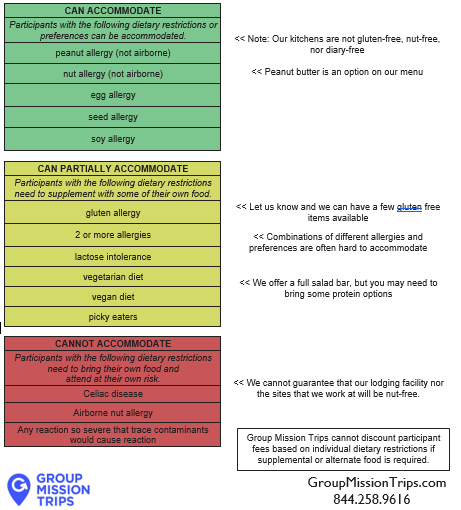 CAN ACCOMMODATE
Participants with the following dietary restrictions or
preferences can be accommodated.
peanut allergy (not airborne)
nut allergy (not airborne)
egg allergy
seed allergy
soy allergy
<< Note: Our kitchens are not gluten-free, nut-free,
nor diary-free
<< Peanut butter is an option on our menu
CAN PARTIALLY ACCOMMODATE
Participants with the following dietary restrictions
need to supplement with some of their own food.
gluten allergy
2 or more allergies
lactose intolerance
vegetarian diet
vegan diet
picky eaters
<< Let us know and we can have a few gluten free
items available
<< Combinations of different allergies and
preferences are often hard to accommodate
<< We offer a full salad bar, but you may need to
bring some protein options
CANNOT ACCOMMODATE
Participants with the following dietary restrictions
need to bring their own food and
attend at their own risk.
Celiac disease
Airborne nut allergy
Any reaction so severe that trace contaminants
would cause reaction
<< We cannot guarantee that our lodging facility nor
the sites that we work at will be nut-free.
Group Mission Trips cannot discount participant
fees based on individual dietary restrictions if
supplemental or alternate food is required.
GROUP
MISSION
TRIPS
GroupMissionTrips.com
844.258.9616